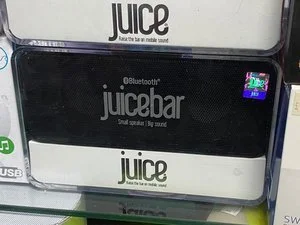 juice
Raise the bar on mobile sound
Bluetooth®
juicebar
Small speaker | Big sound
juice
Raise the bar on mobile sound
USB
SW